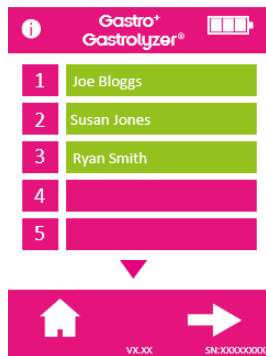 i
Gastro⁺
Gastrolyzer®
1 Joe Bloggs
2 Susan Jones
3 Ryan Smith
4
5
VX.XX SN:XXXXXXXX